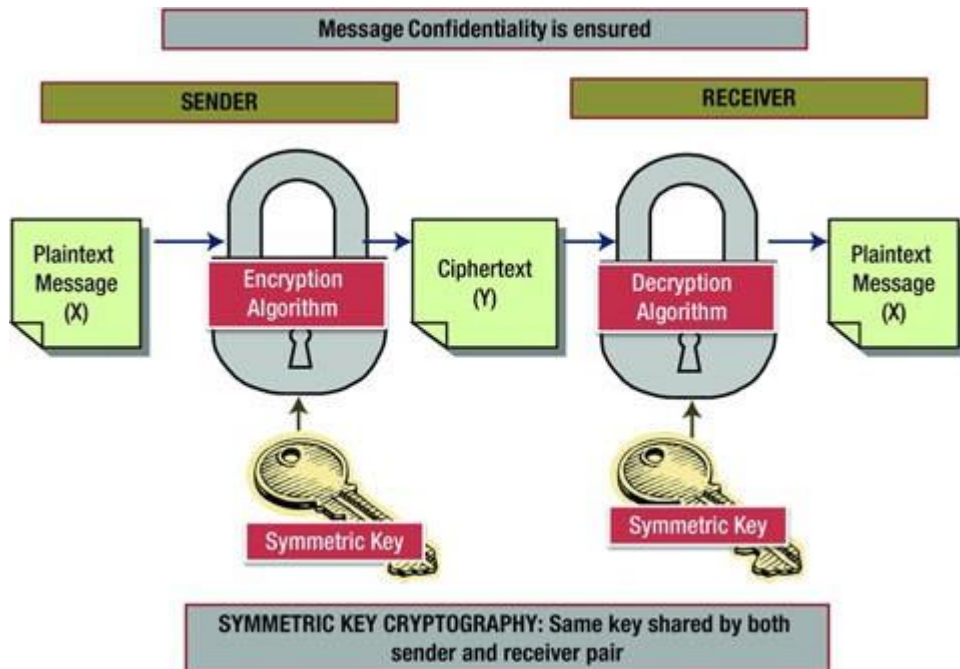 Message Confidentiality is ensured
SENDER
RECEIVER
Plaintext
Message
(X)
Encryption
Algorithm
Ciphertext
(Y)
Decryption
Algorithm
Plaintext
Message
(X)
Symmetric Key
Symmetric Key
SYMMETRIC KEY CRYPTOGRAPHY: Same key shared by both
sender and receiver pair